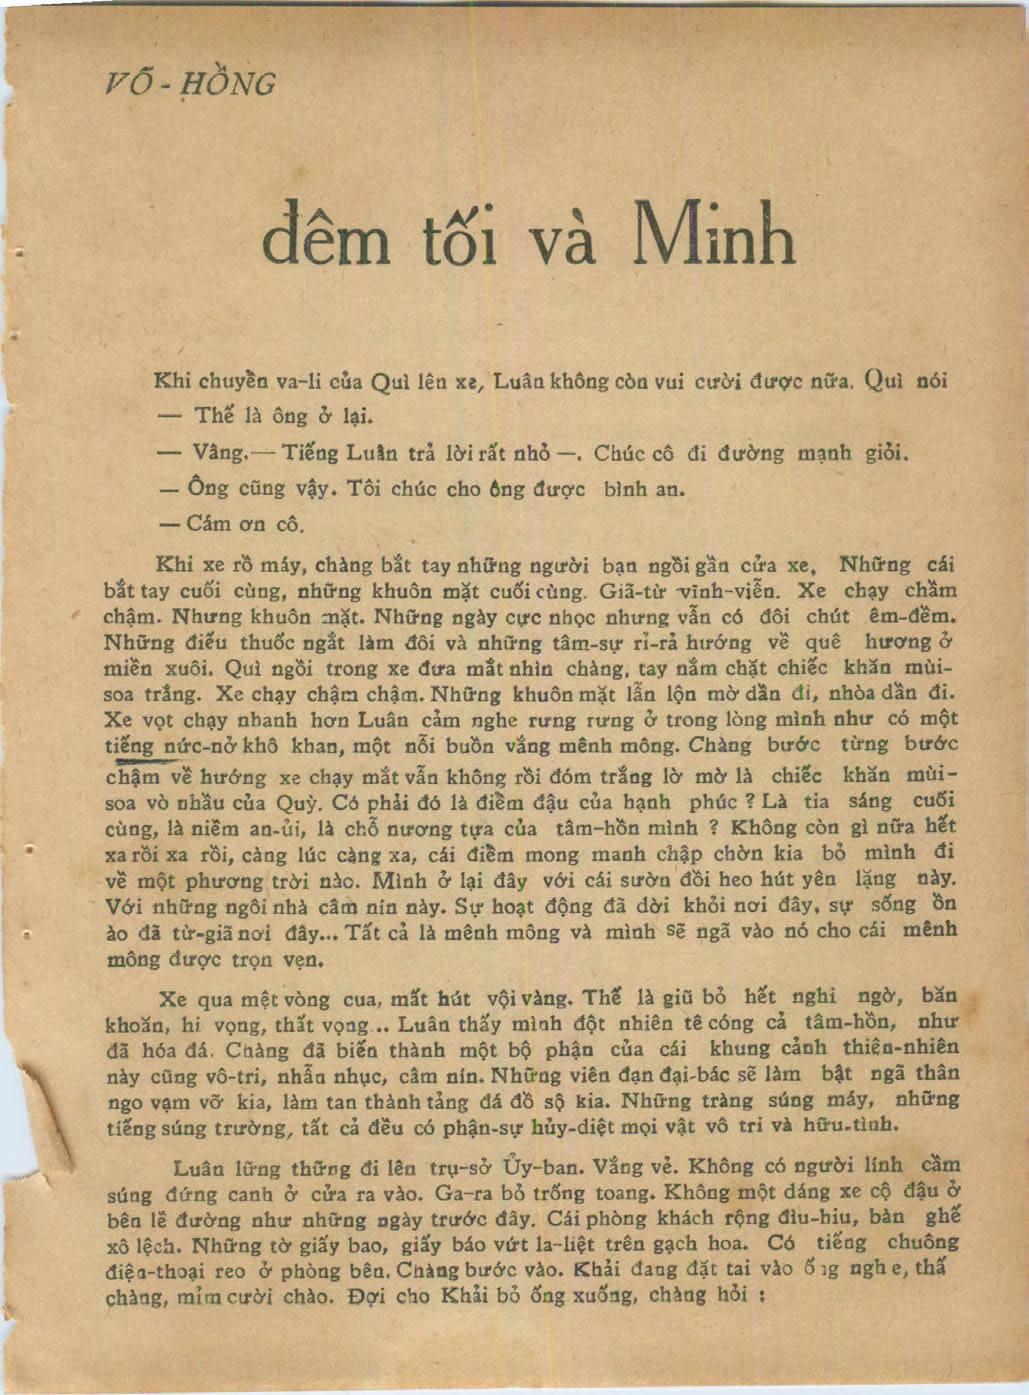 VÕ - HỒNG
đêm tối và Minh
Khi chuyền va-li của Quì lên xe, Luân không còn vui cười được nữa. Quì nói
— Thế là ông ở lại.
— Vâng.— Tiếng Luân trả lời rất nhỏ —. Chúc cô đi đường mạnh giỏi.
— Ông cũng vậy. Tôi chúc cho ông được bình an.
— Cám ơn cô.
Khi xe rồ máy, chàng bắt tay những người bạn ngồi gần cửa xe. Những cái
bắt tay cuối cùng, những khuôn mặt cuối cùng. Giã-từ vĩnh-viễn. Xe chạy chầm
chậm. Nhưng khuôn mặt. Những ngày cực nhọc nhưng vẫn có đôi chút êm-đềm.
Những điếu thuốc ngắt làm đôi và những tâm-sự rỉ-rả hướng về quê hương ở
miền xuôi. Quì ngồi trong xe đưa mắt nhìn chàng, tay nắm chặt chiếc khăn mùi-
soa trắng. Xe chạy chậm chậm. Những khuôn mặt lẫn lộn mờ dần đi, nhòa dần đi.
Xe vọt chạy nhanh hơn Luân cảm nghe rưng rưng ở trong lòng mình như có một
tiếng nức-nở khô khan, một nỗi buồn vắng mênh mông. Chàng bước từng bước
chậm về hướng xe chạy mắt vẫn không rời đóm trắng lờ mờ là chiếc khăn mùi-
soa vò nhầu của Quỳ. Có phải đó là điềm đậu của hạnh phúc ? Là tia sáng cuối
cùng, là niềm an-ủi, là chỗ nương tựa của tâm-hồn mình ? Không còn gì nữa hết
xa rồi xa rồi, càng lúc càng xa, cái điểm mong manh chập chờn kia bỏ mình đi
về một phương trời nào. Mình ở lại đây với cái sườn đồi heo hút yên lặng này.
Với những ngôi nhà câm nín này. Sự hoạt động đã dời khỏi nơi đây, sự sống ồn
ào đã từ-giã nơi đây... Tất cả là mênh mông và mình sẽ ngã vào nó cho cái mênh
mông được trọn vẹn.
Xe qua mệt vòng cua, mất hút vội vàng. Thế là giũ bỏ hết nghi ngờ, băn
khoăn, hi vọng, thất vọng... Luân thấy mình đột nhiên tê cóng cả tâm-hồn, như
đã hóa đá. Chàng đã biến thành một bộ phận của cái khung cảnh thiên-nhiên
này cũng vô-tri, nhẫn nhục, câm nín. Những viên đạn đại-bác sẽ làm bật ngã thân
ngo vạm vỡ kia, làm tan thành tảng đá đồ sộ kia. Những tràng súng máy, những
tiếng súng trường, tất cả đều có phận-sự hủy-diệt mọi vật vô tri và hữu-tình.
Luân lững thững đi lên trụ-sở Ủy-ban. Vắng vẻ. Không có người lính cầm
súng đứng canh ở cửa ra vào. Ga-ra bỏ trống toang. Không một dáng xe cộ đậu ở
bên lề đường như những ngày trước đây. Cái phòng khách rộng đìu-hiu, bàn ghế
xô lệch. Những tờ giấy bao, giấy báo vứt la-liệt trên gạch hoa. Có tiếng chuông
điện-thoại reo ở phòng bên. Chàng bước vào. Khải đang đặt tai vào ống nghe, thấ
chàng, mỉm cười chào. Đợi cho Khải bỏ ống xuống, chàng hỏi :